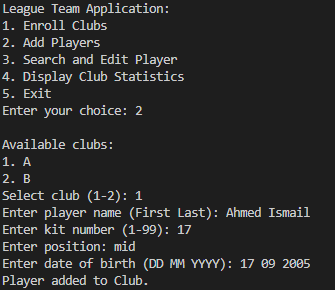 League Team Application:
1. Enroll Clubs
2. Add Players
3. Search and Edit Player
4. Display Club Statistics
5. Exit
Enter your choice: 2

Available clubs:
1. A
2. B
Select club (1-2): 1
Enter player name (First Last): Ahmed Ismail
Enter kit number (1-99): 17
Enter position: mid
Enter date of birth (DD MM YYYY): 17 09 2005
Player added to Club.